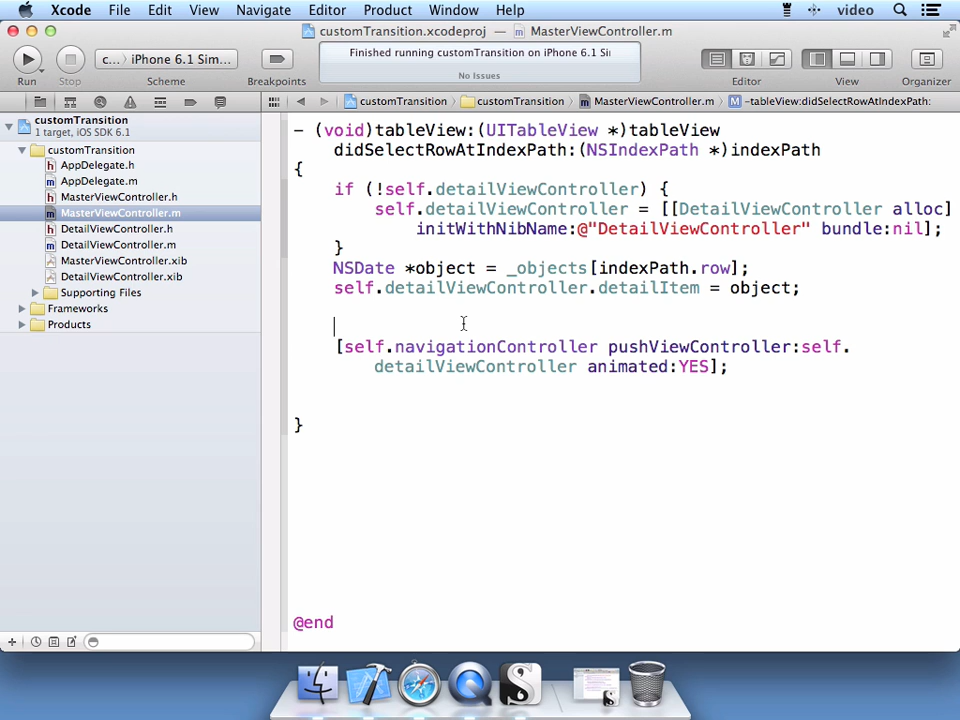 Xcode File Edit View Navigate Editor Product Window Help video
customTransition.xcodeproj — MasterViewController.m
Finished running customTransition on iPhone 6.1 Sin
No Issues
c...⟩ iPhone 6.1 Sim...
Run Stop Scheme Breakpoints Editor View Organizer
customTransition customTransition MasterViewController.m M -tableView:didSelectRowAtIndexPath:
customTransition
1 target, iOS SDK 6.1
customTransition
h AppDelegate.h
m AppDelegate.m
h MasterViewController.h
m MasterViewController.m
h DetailViewController.h
m DetailViewController.m
MasterViewController.xib
DetailViewController.xib
Supporting Files
Frameworks
Products
- (void)tableView:(UITableView *)tableView
didSelectRowAtIndexPath:(NSIndexPath *)indexPath
{
if (!self.detailViewController) {
self.detailViewController = [[DetailViewController alloc]
initWithNibName:@"DetailViewController" bundle:nil];
}
NSDate *object = _objects[indexPath.row];
self.detailViewController.detailItem = object;
[self.navigationController pushViewController:self.
detailViewController animated:YES];
}
@end